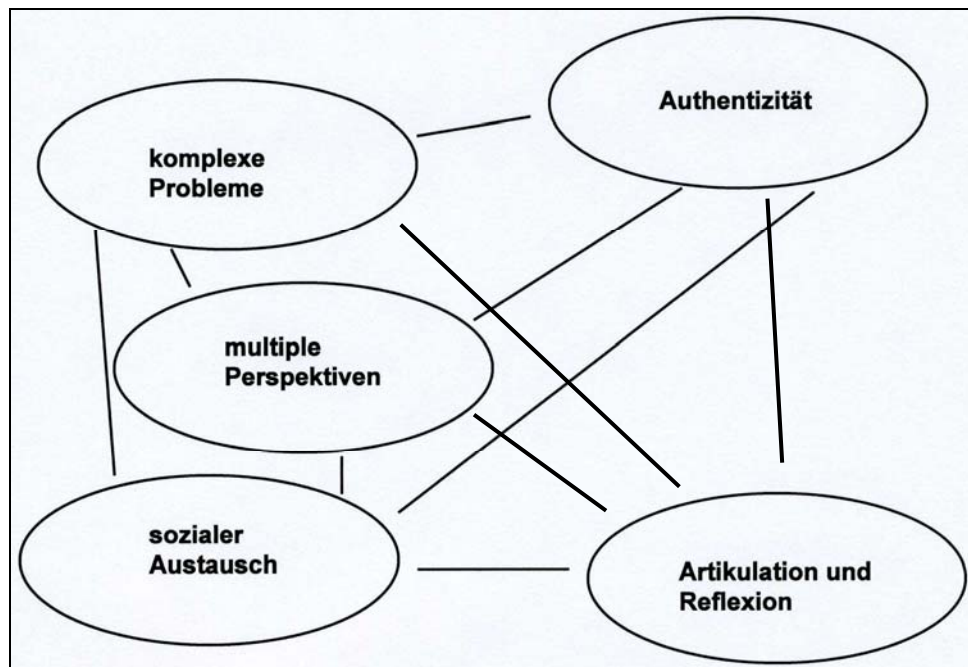 Authentizität
komplexe
Probleme
multiple
Perspektiven
sozialer
Austausch
Artikulation und
Reflexion